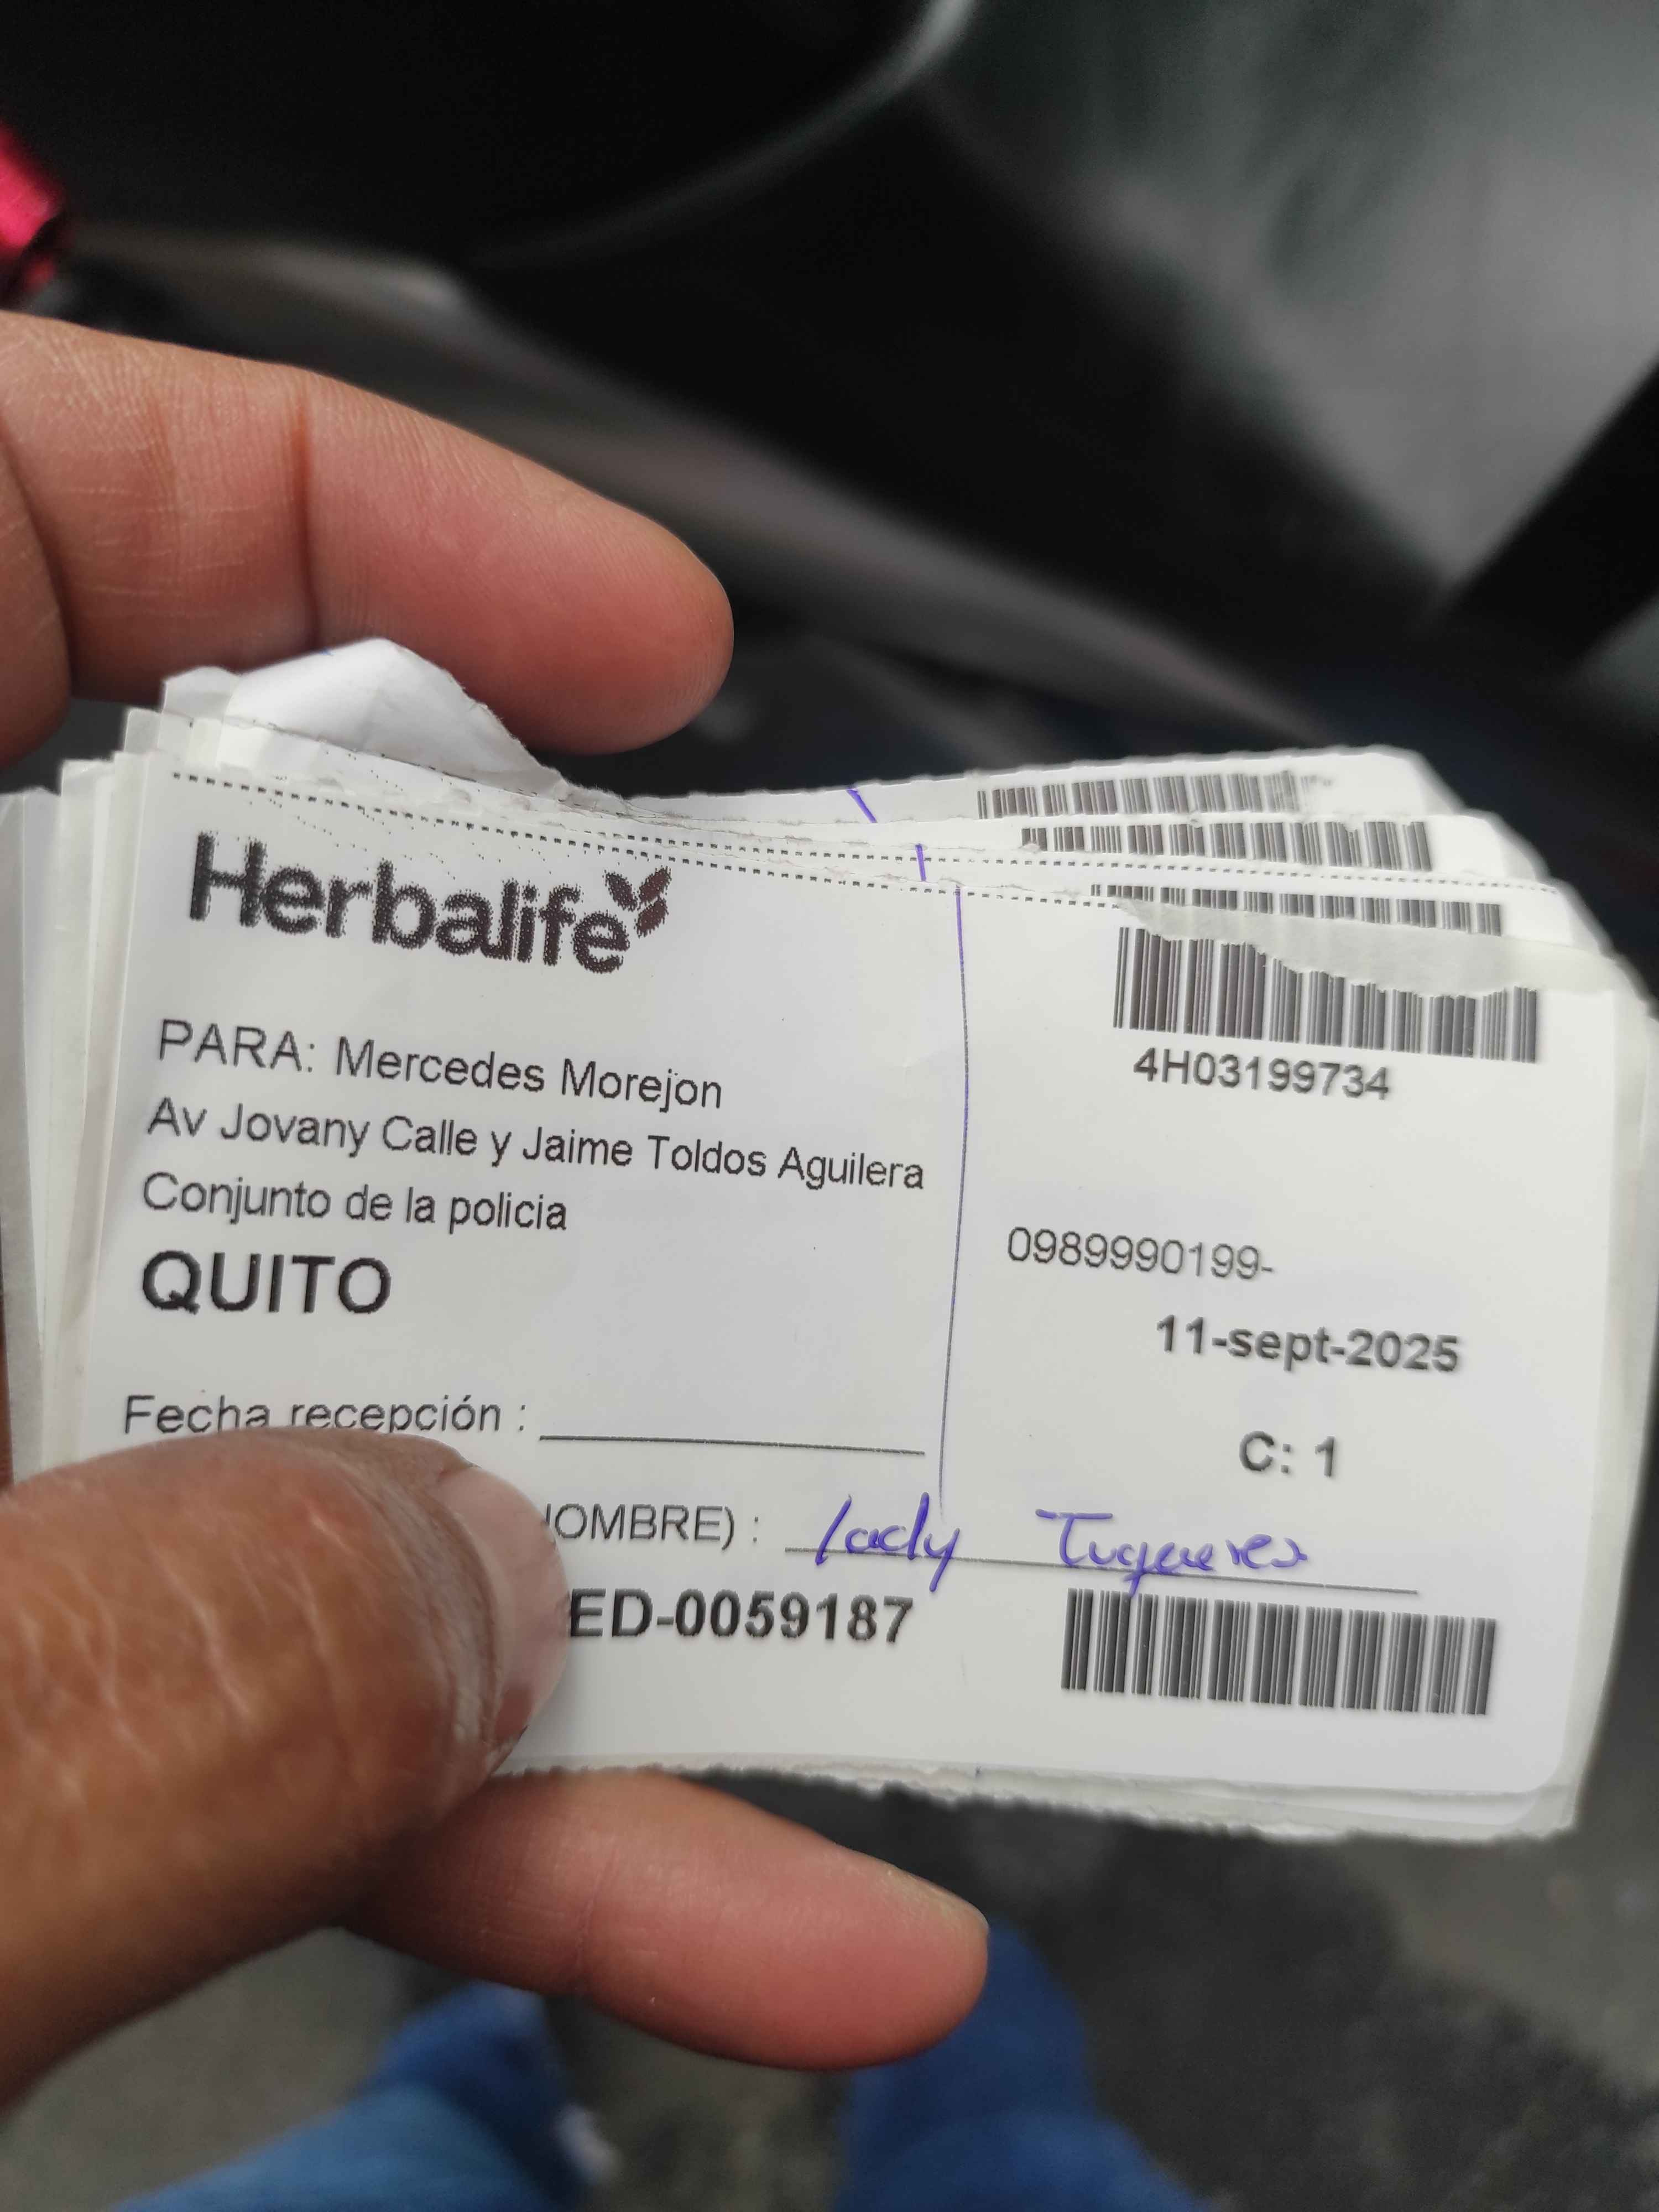 Herbalife
PARA: Mercedes Morejon
Av Jovany Calle y Jaime Toldos Aguilera
Conjunto de la policia
QUITO
4H03199734
0989990199-
11-sept-2025
C: 1
Fecha recepción :
OMBRE) : lady
ED-0059187